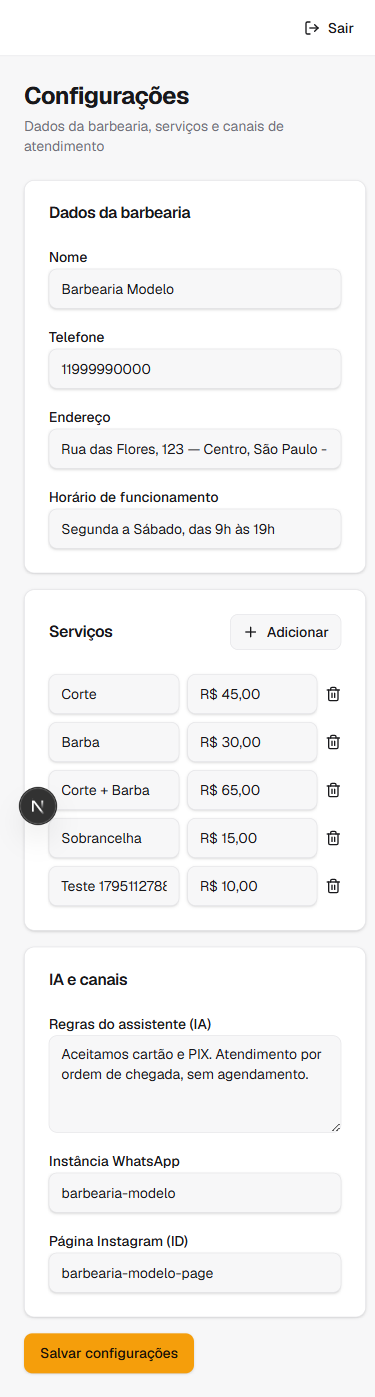 Sair
Configurações
Dados da barbearia, serviços e canais de
atendimento
Dados da barbearia
Nome
Barbearia Modelo
Telefone
11999990000
Endereço
Rua das Flores, 123 — Centro, São Paulo -
Horário de funcionamento
Segunda a Sábado, das 9h às 19h
Serviços
Adicionar
Corte R$ 45,00
Barba R$ 30,00
Corte + Barba R$ 65,00
N
Sobrancelha R$ 15,00
Teste 1795112788 R$ 10,00
IA e canais
Regras do assistente (IA)
Aceitamos cartão e PIX. Atendimento por
ordem de chegada, sem agendamento.
Instância WhatsApp
barbearia-modelo
Página Instagram (ID)
barbearia-modelo-page
Salvar configurações